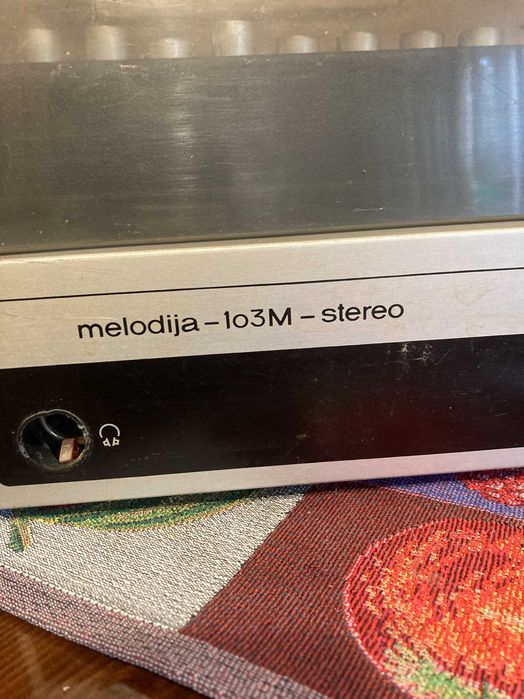 melodija – 103M – stereo